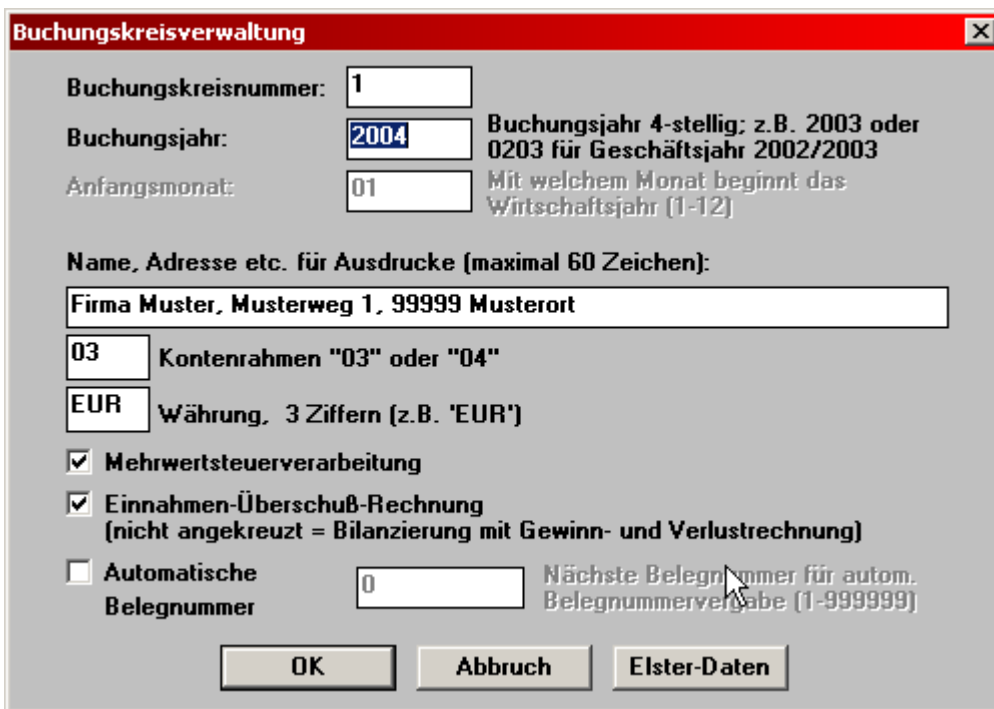 Buchungskreisverwaltung
Buchungskreisnummer: 1
Buchungsjahr: 2004 Buchungsjahr 4-stellig; z.B. 2003 oder
0203 für Geschäftsjahr 2002/2003
Anfangsmonat: 01 Mit welchem Monat beginnt das
Wirtschaftsjahr (1-12)
Name, Adresse etc. für Ausdrucke (maximal 60 Zeichen):
Firma Muster, Musterweg 1, 99999 Musterort
03 Kontenrahmen "03" oder "04"
EUR Währung, 3 Ziffern (z.B. 'EUR')
Mehrwertsteuerverarbeitung
Einnahmen-Überschuß-Rechnung
(nicht angekreuzt = Bilanzierung mit Gewinn- und Verlustrechnung)
Automatische 0 Nächste Belegnummer für autom.
Belegnummer Belegnummervergabe (1-999999)
OK Abbruch Elster-Daten